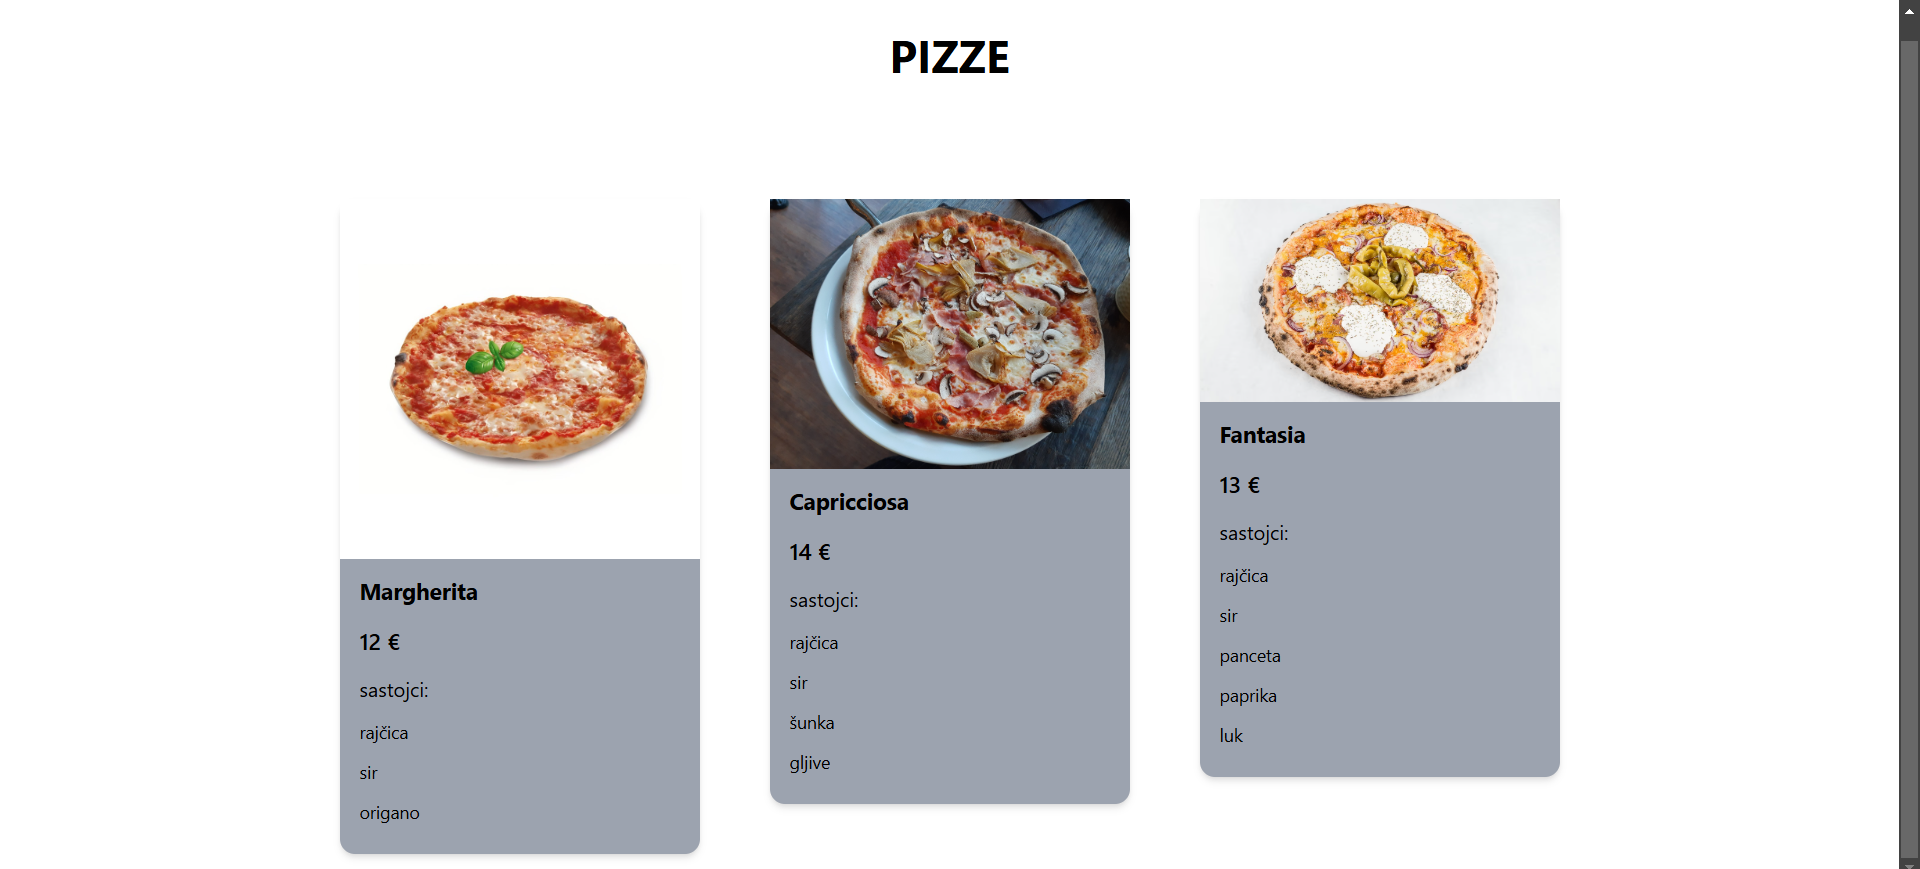 PIZZE
Margherita
12 €
sastojci:
rajčica
sir
origano
Capricciosa
14 €
sastojci:
rajčica
sir
šunka
gljive
Fantasia
13 €
sastojci:
rajčica
sir
panceta
paprika
luk